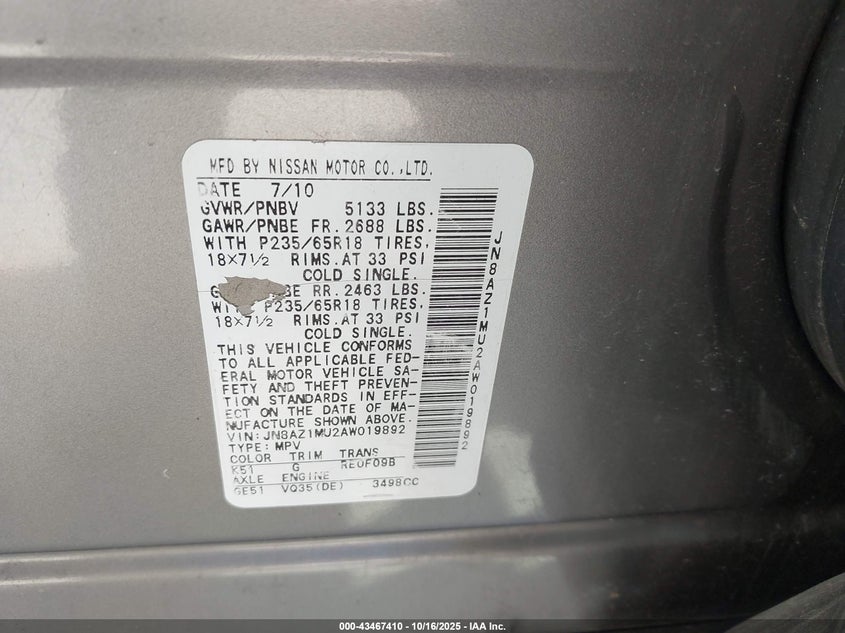 MFD BY NISSAN MOTOR CO.,LTD.
DATE 7/10
GVWR/PNBV 5133 LBS.
GAWR/PNBE FR. 2688 LBS.
WITH P235/65R18 TIRES,
18×7½ RIMS.AT 33 PSI
COLD SINGLE.
RR. 2463 LBS.
P235/65R18 TIRES,
18×7½ RIMS.AT 33 PSI
COLD SINGLE.
THIS VEHICLE CONFORMS
TO ALL APPLICABLE FED-
ERAL MOTOR VEHICLE SA-
FETY AND THEFT PREVEN-
TION STANDARDS IN EFF-
ECT ON THE DATE OF MA-
NUFACTURE SHOWN ABOVE.
VIN:JN8AZ1MU2AW019892
TYPE:MPV
COLOR TRIM TRANS
K51 G RE0F09B
AXLE ENGINE
GE51 VQ35(DE) 3498CC
JN8AZ1MU2AW019892
000-43467410 | 10/16/2025 - IAA Inc.